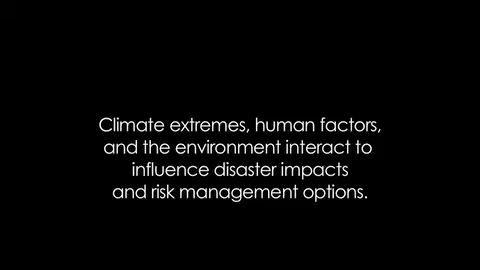 Climate extremes, human factors,
and the environment interact to
influence disaster impacts
and risk management options.